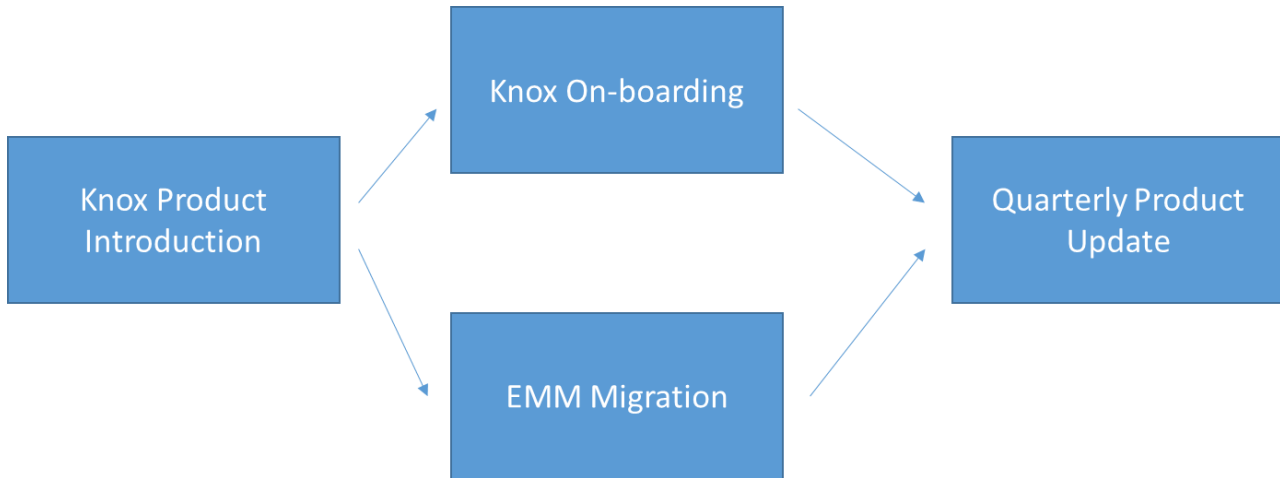 Knox On-boarding
Knox Product
Introduction
Quarterly Product
Update
EMM Migration